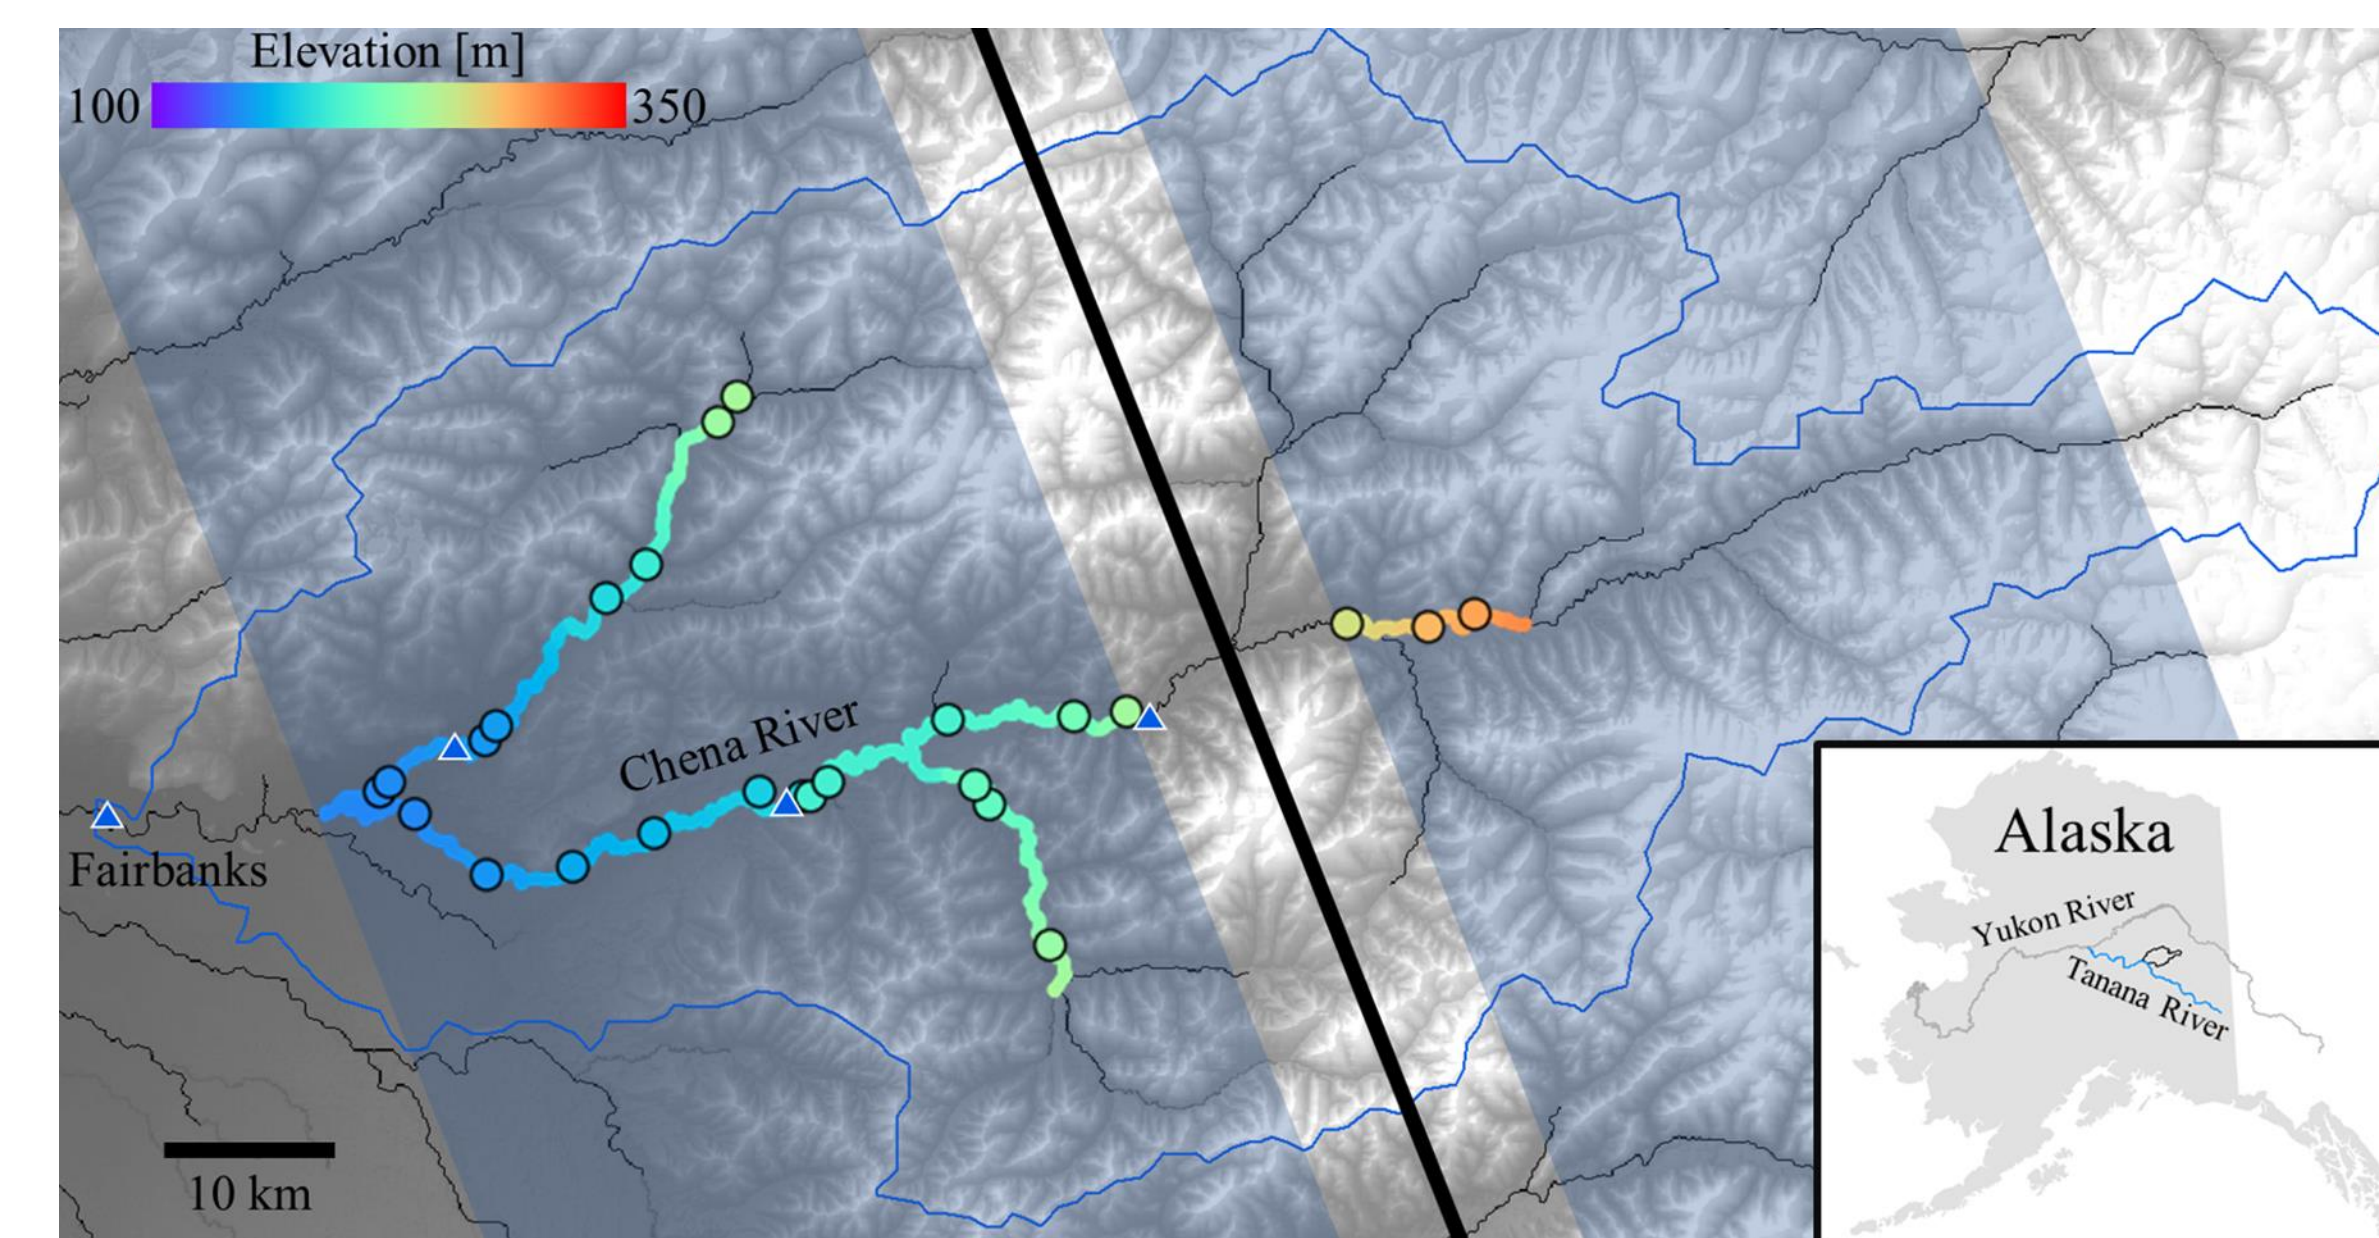 Elevation [m]
100
350
Chena River
Fairbanks
10 km
Alaska
Yukon River
Tanana River